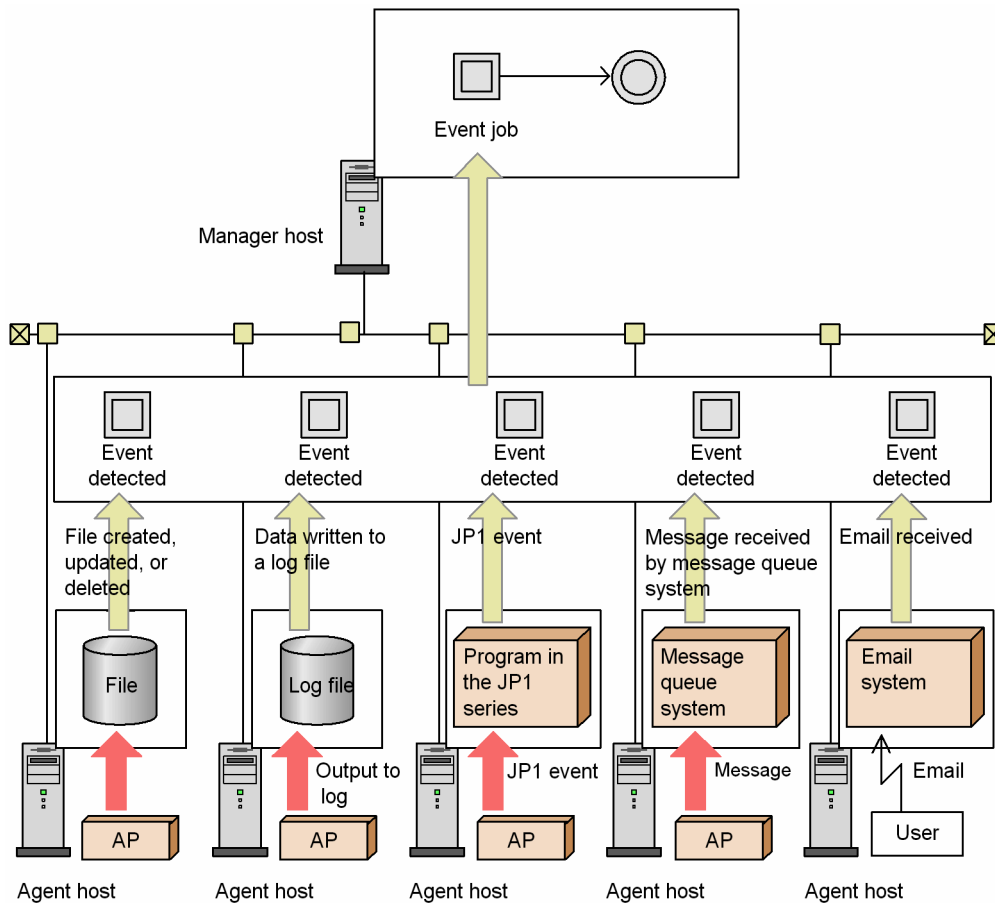 Event job
Manager host
Event
detected
Event
detected
Event
detected
Event
detected
Event
detected
File created,
updated, or
deleted
Data written to
a log file
JP1 event
Message received
by message queue
system
Email received
File
Log file
Program in
the JP1
series
Message
queue
system
Email
system
Output to
log
JP1 event
Message
Email
AP
AP
AP
AP
User
Agent host
Agent host
Agent host
Agent host
Agent host